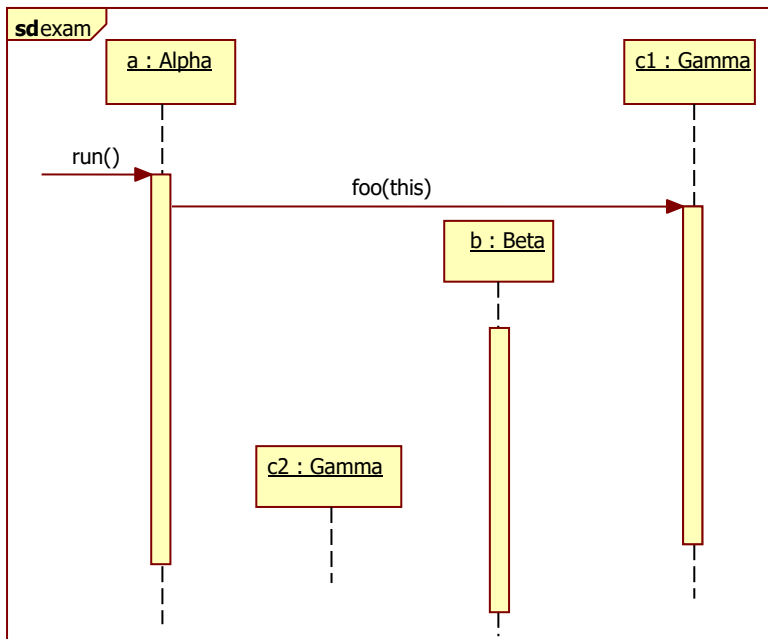 sd exam
a : Alpha
c1 : Gamma
run()
foo(this)
b : Beta
c2 : Gamma